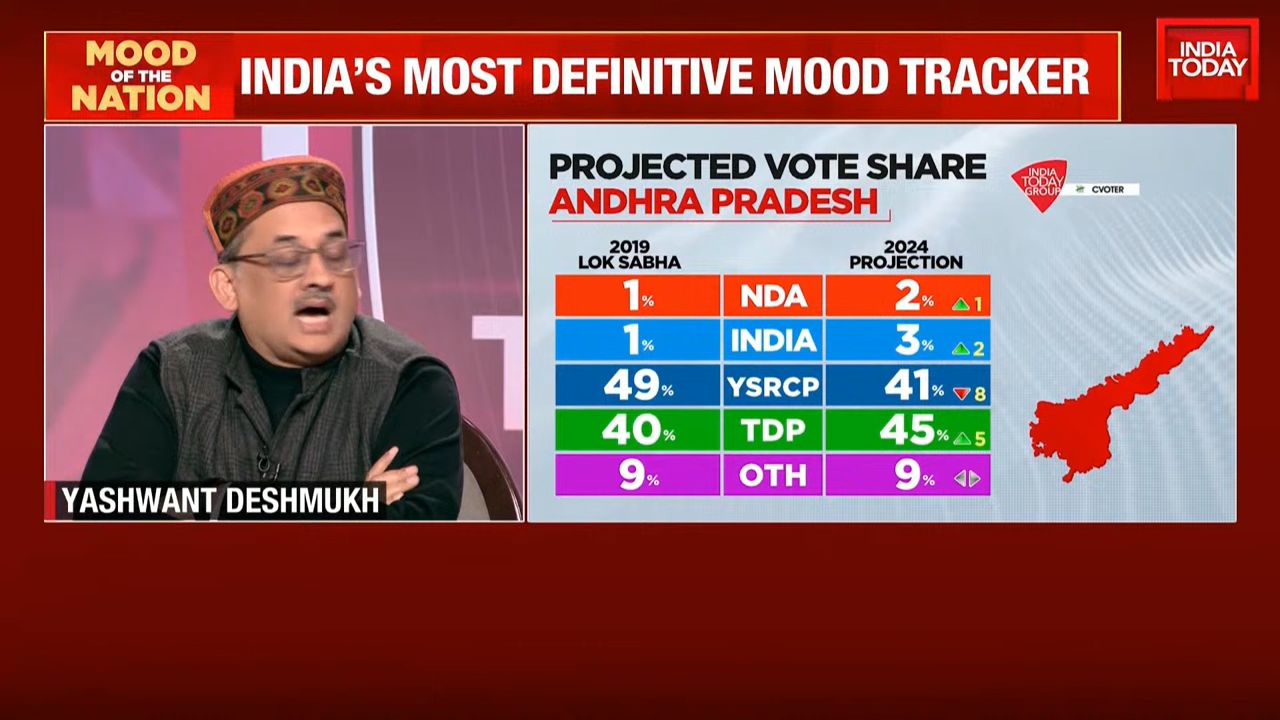 MOOD
OF THE
NATION
INDIA'S MOST DEFINITIVE MOOD TRACKER
INDIA
TODAY
PROJECTED VOTE SHARE
ANDHRA PRADESH
INDIA
TODAY
GROUP
CVOTER
2019
LOK SABHA
2024
PROJECTION
1% NDA 2% 1
1% INDIA 3% 2
49% YSRCP 41% 8
40% TDP 45% 5
9% OTH 9%
T
YASHWANT DESHMUKH